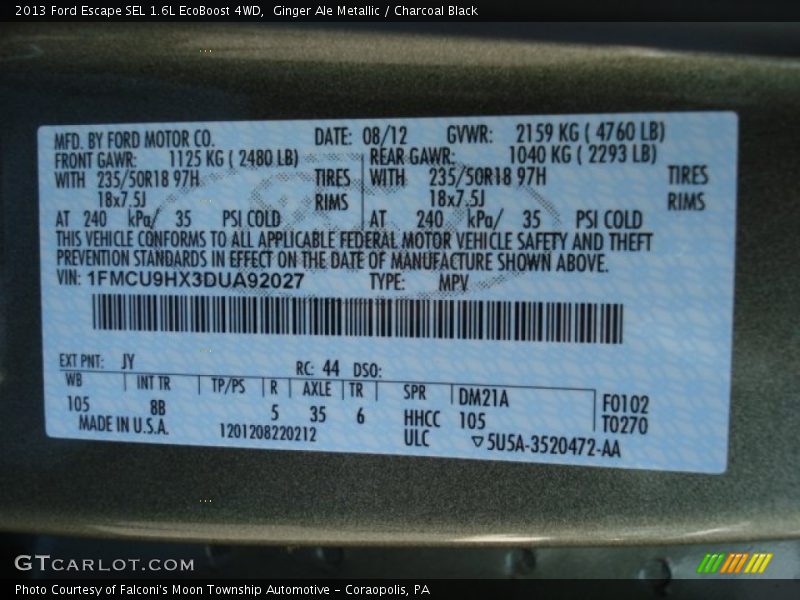 2013 Ford Escape SEL 1.6L EcoBoost 4WD,  Ginger Ale Metallic / Charcoal Black
MFD. BY FORD MOTOR CO. DATE: 08/12 GVWR: 2159 KG ( 4760 LB)
FRONT GAWR: 1125 KG ( 2480 LB) REAR GAWR: 1040 KG ( 2293 LB)
WITH 235/50R18 97H TIRES WITH 235/50R18 97H TIRES
18x7.5J RIMS 18x7.5J RIMS
AT 240 kPa/ 35 PSI COLD AT 240 kPa/ 35 PSI COLD
THIS VEHICLE CONFORMS TO ALL APPLICABLE FEDERAL MOTOR VEHICLE SAFETY AND THEFT
PREVENTION STANDARDS IN EFFECT ON THE DATE OF MANUFACTURE SHOWN ABOVE.
VIN: 1FMCU9HX3DUA92027 TYPE: MPV
EXT PNT: JY RC: 44 DSO:
WB INT TR TP/PS R AXLE TR SPR DM21A F0102
105 8B 5 35 6 HHCC 105 T0270
MADE IN U.S.A. 1201208220212 ULC ▽5U5A-3520472-AA
GTCARLOT.COM
Photo Courtesy of Falconi's Moon Township Automotive - Coraopolis, PA